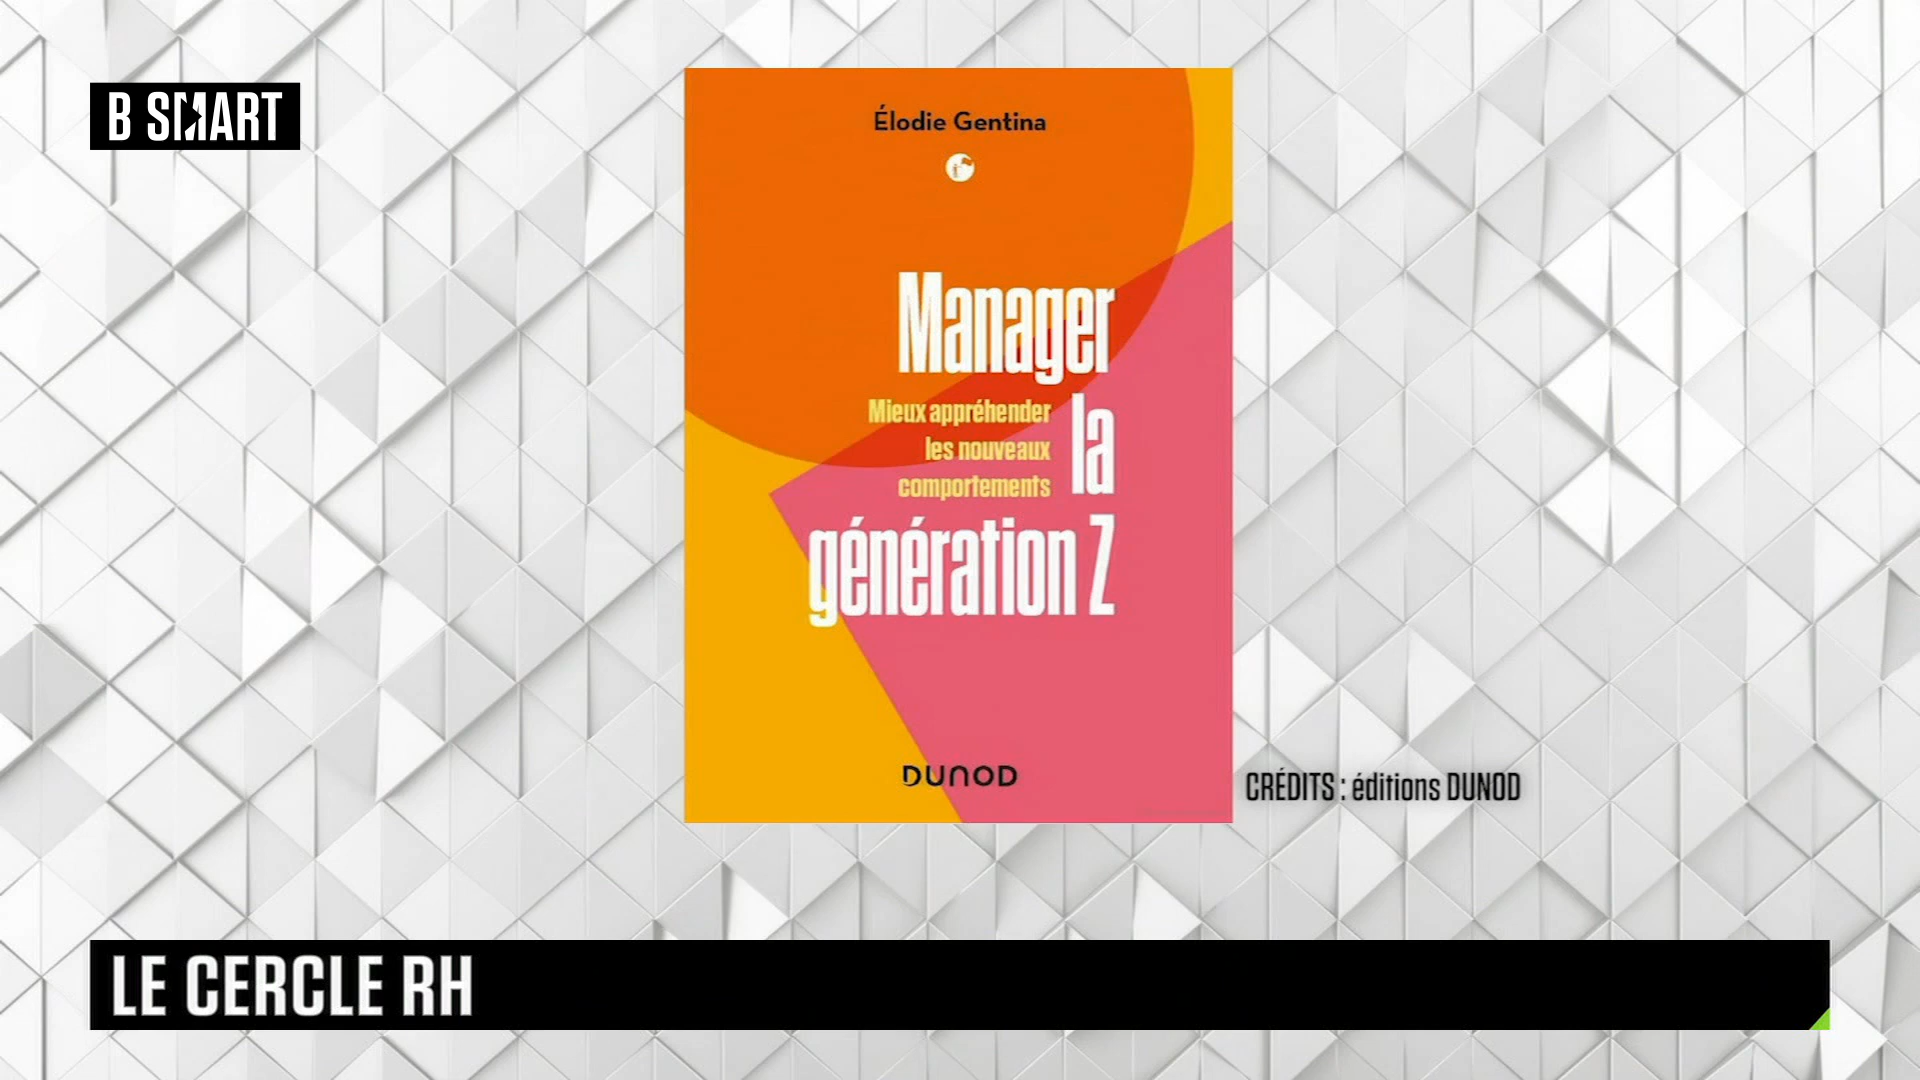 B SMART
Élodie Gentina
Manager
Mieux appréhender
les nouveaux
comportements
la
génération Z
DUNOD
CRÉDITS : éditions DUNOD
LE CERCLE RH